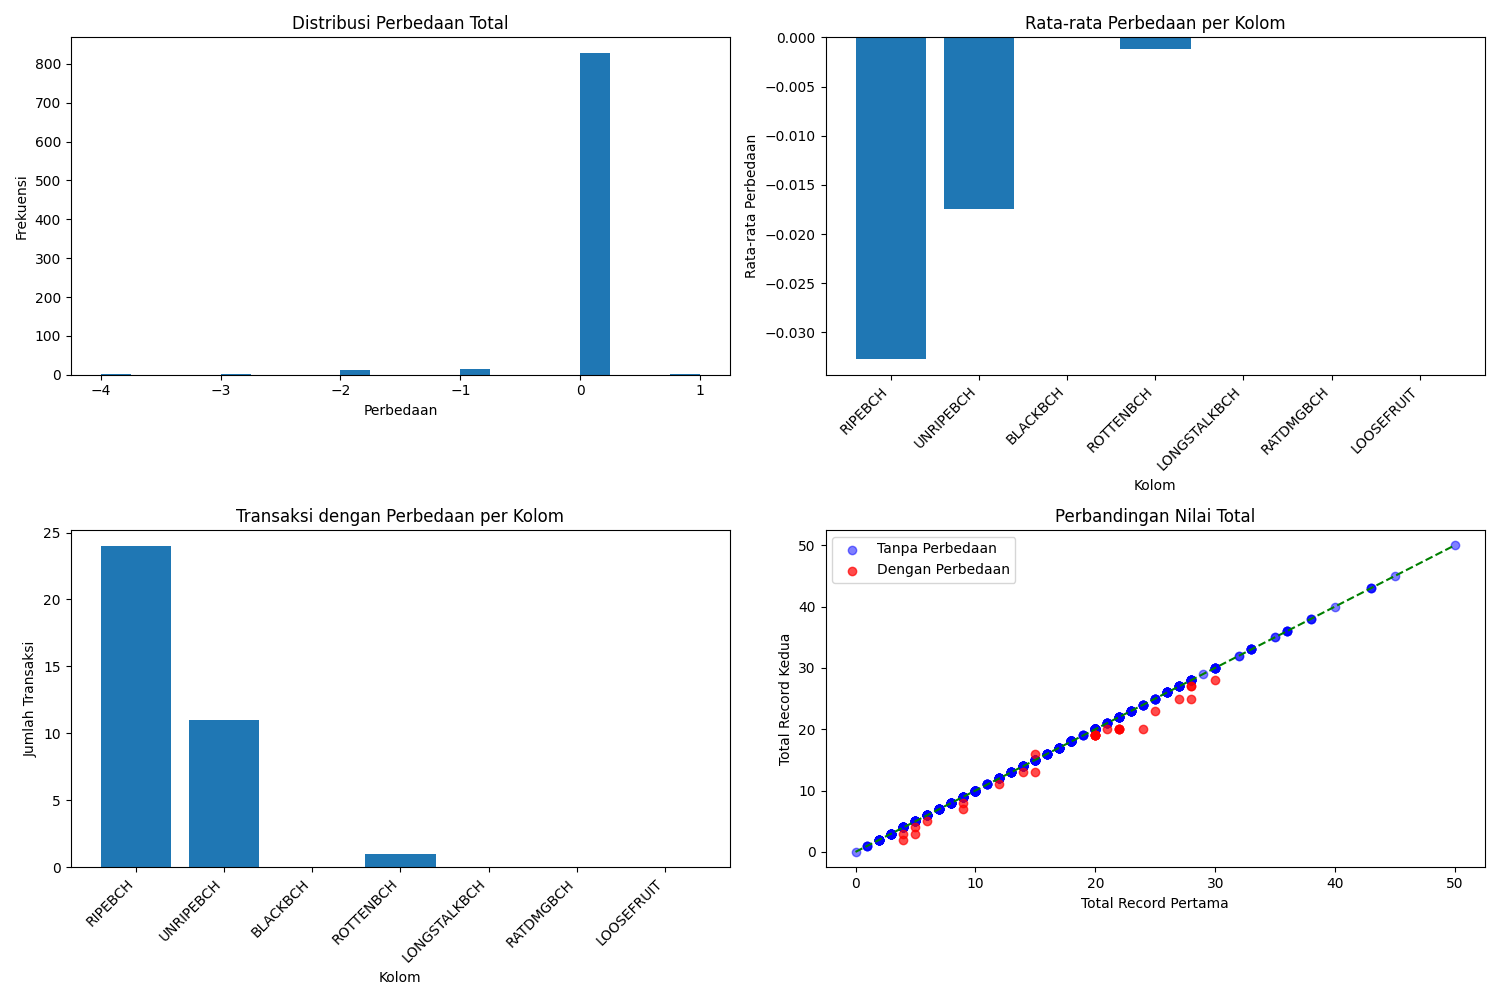 Distribusi Perbedaan Total
Frekuensi
800
700
600
500
400
300
200
100
0
−4
−3
−2
−1
0
1
Perbedaan
Rata-rata Perbedaan per Kolom
Rata-rata Perbedaan
0.000
−0.005
−0.010
−0.015
−0.020
−0.025
−0.030
RIPEBCH
UNRIPEBCH
BLACKBCH
ROTTENBCH
LONGSTALKBCH
RATDMGBCH
LOOSEFRUIT
Kolom
Transaksi dengan Perbedaan per Kolom
Jumlah Transaksi
25
20
15
10
5
0
RIPEBCH
UNRIPEBCH
BLACKBCH
ROTTENBCH
LONGSTALKBCH
RATDMGBCH
LOOSEFRUIT
Kolom
Perbandingan Nilai Total
Tanpa Perbedaan
Dengan Perbedaan
Total Record Kedua
50
40
30
20
10
0
0
10
20
30
40
50
Total Record Pertama